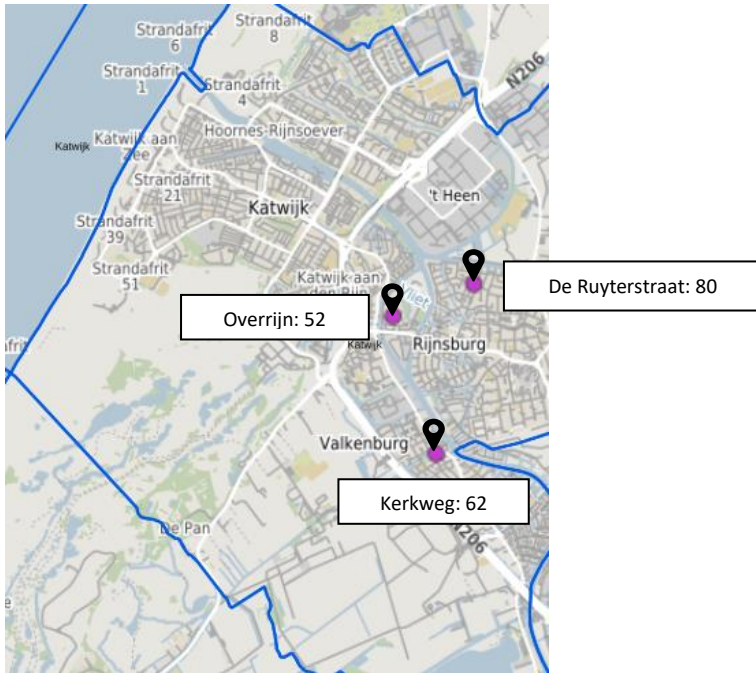 Strandafrit
6
Strandafrit
8
N206
Strandafrit
1
Strandafrit
4
Hoornes-Rijnsoever
Katwijk aan
Zee
Katwijk
Strandafrit
21
't Heen
Katwijk
Strandafrit
39
Strandafrit
51
Katwijk aan
den Rijn
Vliet
De Ruyterstraat: 80
Overrijn: 52
Katwijk
Rijnsburg
afrit
Valkenburg
Kerkweg: 62
N206
De Pan
e